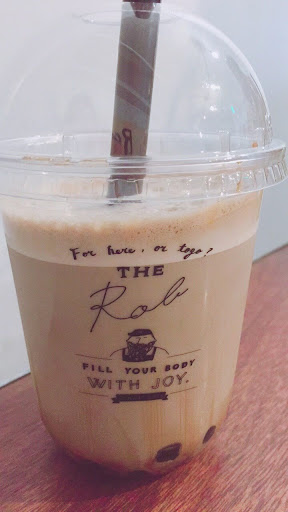 For here, or togo?
THE
Rob
FILL YOUR BODY
WITH JOY.